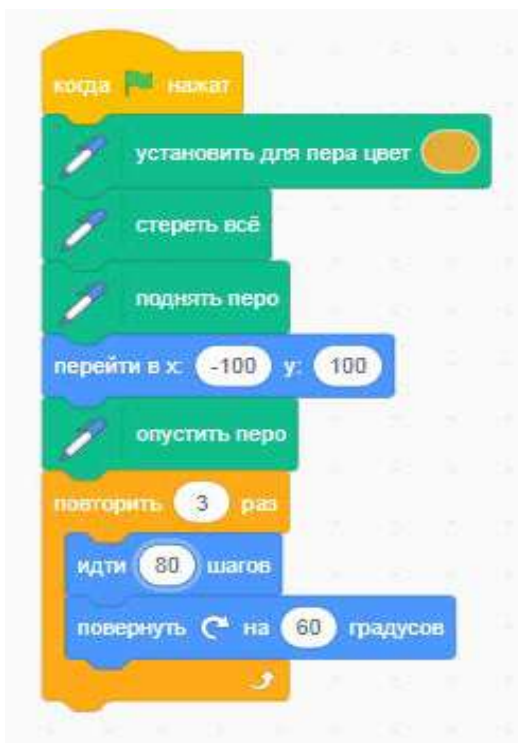 когда нажат
установить для пера цвет
стереть всё
поднять перо
перейти в x: -100 y: 100
опустить перо
повторить 3 раз
идти 80 шагов
повернуть на 60 градусов